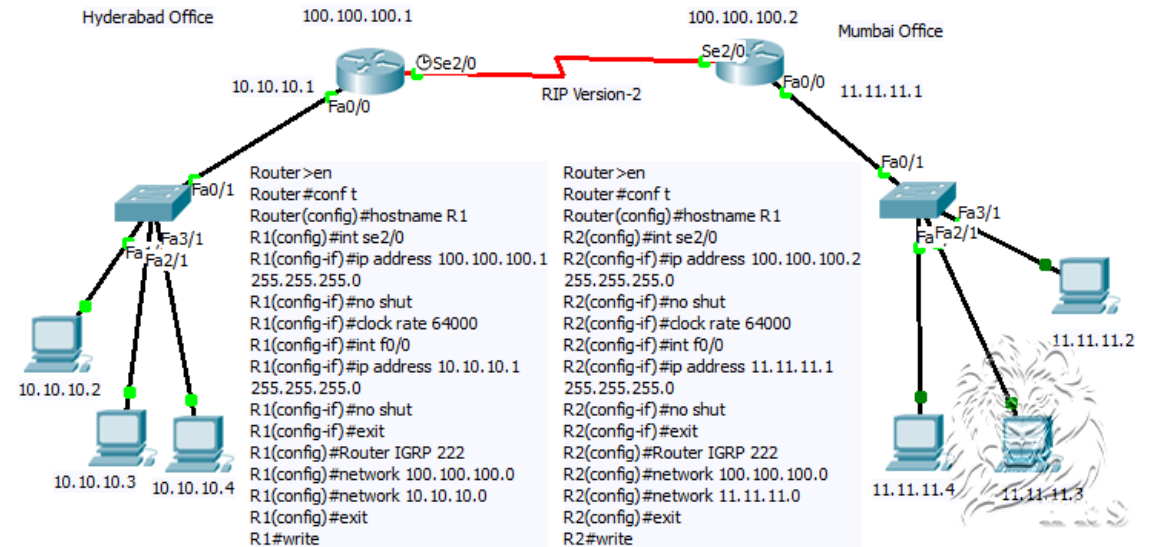 Hyderabad Office
100.100.100.1
100.100.100.2
Mumbai Office
Se2/0
Se2/0
10.10.10.1
Fa0/0
RIP Version-2
Fa0/0
11.11.11.1
Fa0/1
Fa3/1
Fa2/1
Fa0/1
Fa3/1
Fa2/1
10.10.10.2
10.10.10.3
10.10.10.4
Router>en
Router#conf t
Router(config)#hostname R1
R1(config)#int se2/0
R1(config-if)#ip address 100.100.100.1
255.255.255.0
R1(config-if)#no shut
R1(config-if)#clock rate 64000
R1(config-if)#int f0/0
R1(config-if)#ip address 10.10.10.1
255.255.255.0
R1(config-if)#no shut
R1(config-if)#exit
R1(config)#Router IGRP 222
R1(config)#network 100.100.100.0
R1(config)#network 10.10.10.0
R1(config)#exit
R1#write
Router>en
Router#conf t
Router(config)#hostname R1
R2(config)#int se2/0
R2(config-if)#ip address 100.100.100.2
255.255.255.0
R2(config-if)#no shut
R2(config-if)#clock rate 64000
R2(config-if)#int f0/0
R2(config-if)#ip address 11.11.11.1
255.255.255.0
R2(config-if)#no shut
R2(config-if)#exit
R2(config)#Router IGRP 222
R2(config)#network 100.100.100.0
R2(config)#network 11.11.11.0
R2(config)#exit
R2#write
11.11.11.2
11.11.11.4
11.11.11.3